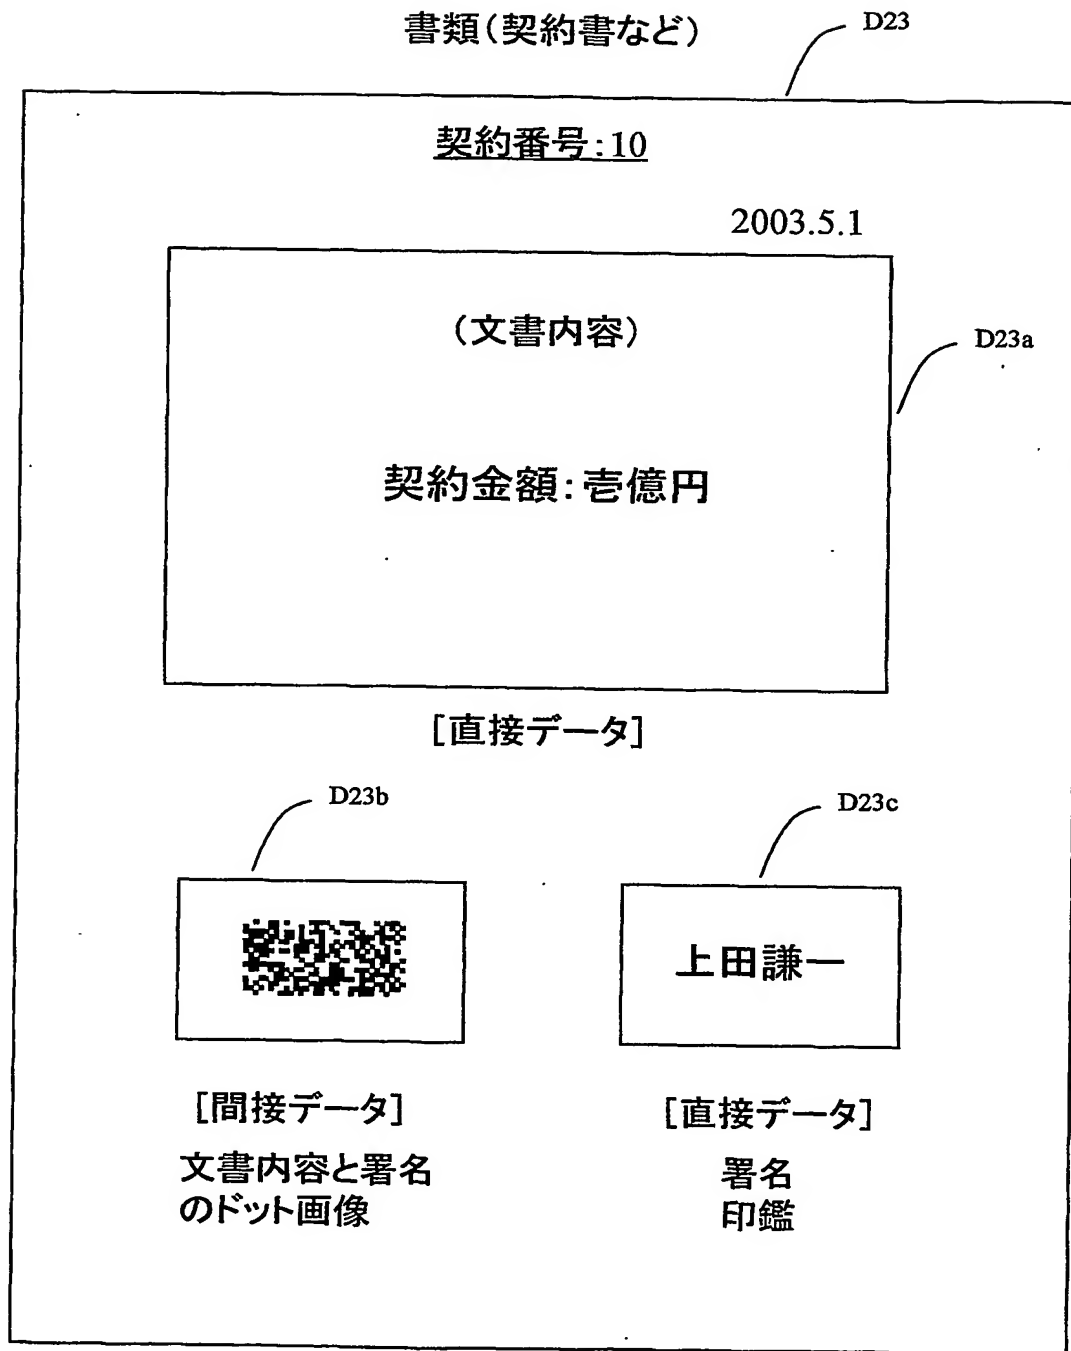 書類(契約書など)
D23
契約番号:10
2003.5.1
(文書内容)
D23a
契約金額:壱億円
[直接データ]
D23b
D23c
上田謙一
[間接データ]
[直接データ]
文書内容と署名
のドット画像
署名
印鑑